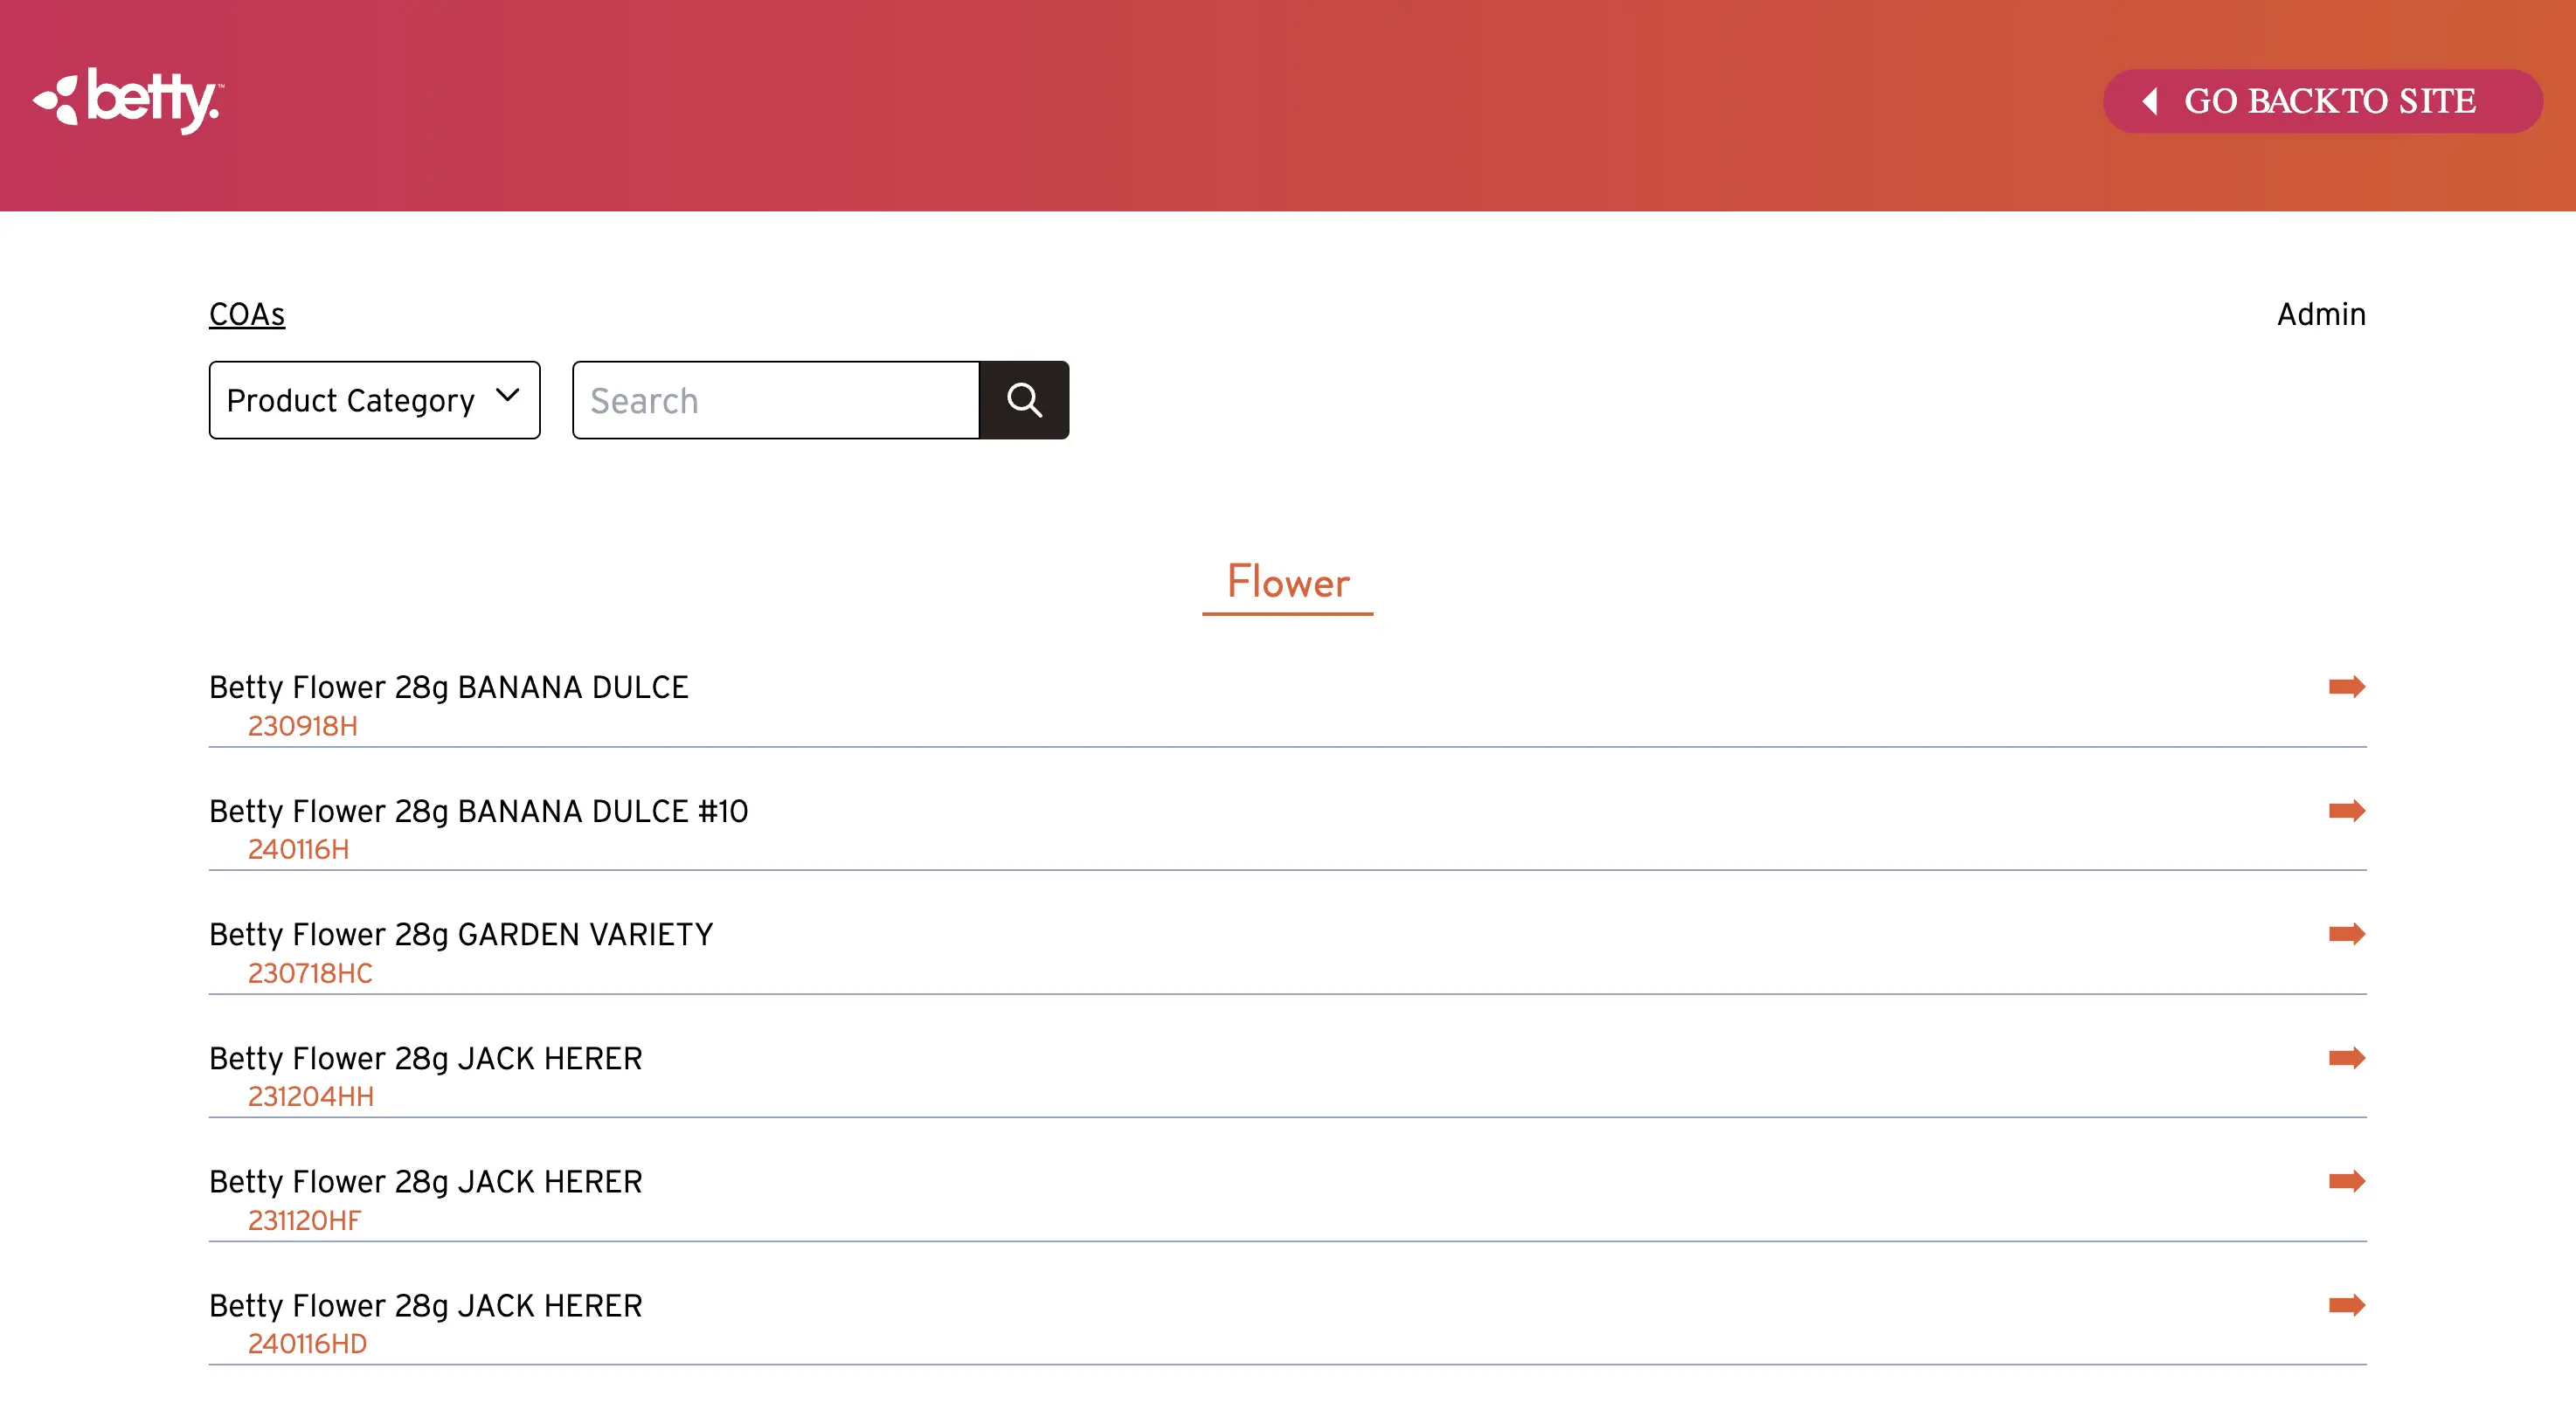 betty.™
GO BACK TO SITE
COAs
Admin
Product Category
Search
Flower
Betty Flower 28g BANANA DULCE
230918H
Betty Flower 28g BANANA DULCE #10
240116H
Betty Flower 28g GARDEN VARIETY
230718HC
Betty Flower 28g JACK HERER
231204HH
Betty Flower 28g JACK HERER
231120HF
Betty Flower 28g JACK HERER
240116HD